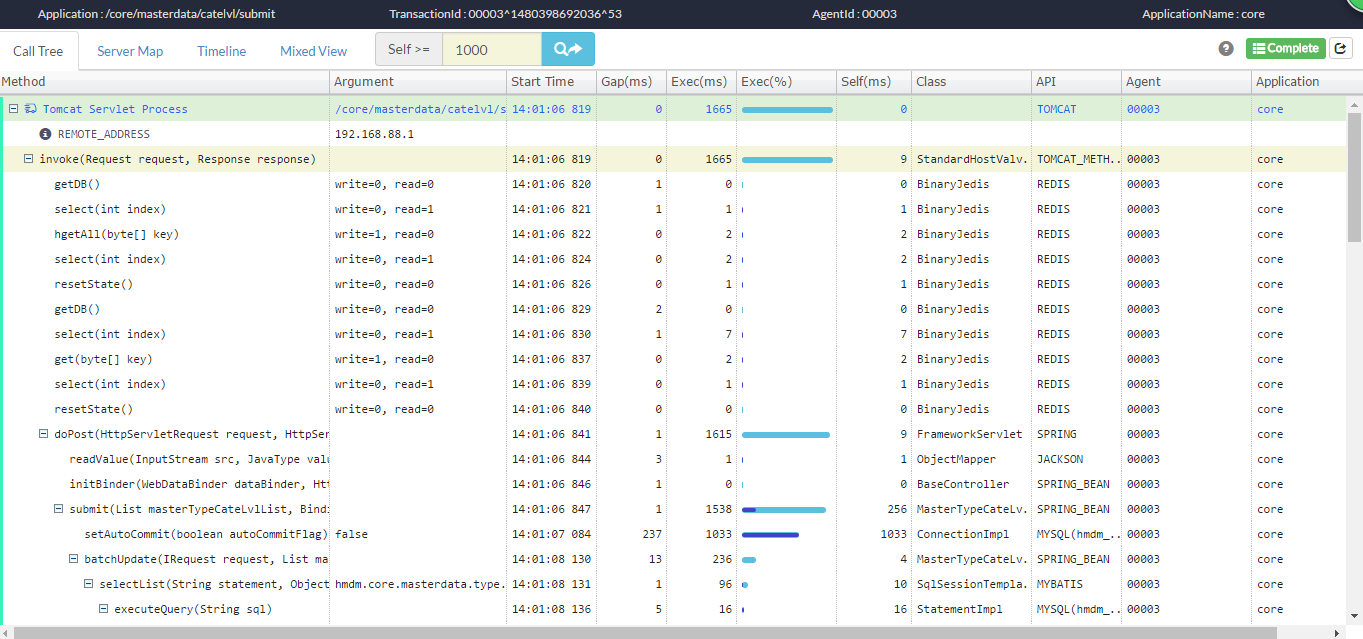 Application : /core/masterdata/catelvl/submit TransactionId : 00003^1480398692036^53 AgentId : 00003 ApplicationName : core
Call Tree Server Map Timeline Mixed View Self >= 1000 Complete
Method Argument Start Time Gap(ms) Exec(ms) Exec(%) Self(ms) Class API Agent Application
Tomcat Servlet Process /core/masterdata/catelvl/s 14:01:06 819 0 1665 0 TOMCAT 00003 core
REMOTE_ADDRESS 192.168.88.1
invoke(Request request, Response response) 14:01:06 819 0 1665 9 StandardHostValv. TOMCAT_METH.. 00003 core
getDB() write=0, read=0 14:01:06 820 1 0 0 BinaryJedis REDIS 00003 core
select(int index) write=0, read=1 14:01:06 821 1 1 1 BinaryJedis REDIS 00003 core
hgetAll(byte[] key) write=1, read=0 14:01:06 822 0 2 2 BinaryJedis REDIS 00003 core
select(int index) write=0, read=1 14:01:06 824 0 2 2 BinaryJedis REDIS 00003 core
resetState() write=0, read=0 14:01:06 826 0 1 1 BinaryJedis REDIS 00003 core
getDB() write=0, read=0 14:01:06 829 2 0 0 BinaryJedis REDIS 00003 core
select(int index) write=0, read=1 14:01:06 830 1 7 7 BinaryJedis REDIS 00003 core
get(byte[] key) write=1, read=0 14:01:06 837 0 2 2 BinaryJedis REDIS 00003 core
select(int index) write=0, read=1 14:01:06 839 0 1 1 BinaryJedis REDIS 00003 core
resetState() write=0, read=0 14:01:06 840 0 0 0 BinaryJedis REDIS 00003 core
doPost(HttpServletRequest request, HttpSer 14:01:06 841 1 1615 9 FrameworkServlet SPRING 00003 core
readValue(InputStream src, JavaType valu 14:01:06 844 3 1 1 ObjectMapper JACKSON 00003 core
initBinder(WebDataBinder dataBinder, Htt 14:01:06 846 1 0 0 BaseController SPRING_BEAN 00003 core
submit(List masterTypeCateLvlList, Bindi 14:01:06 847 1 1538 256 MasterTypeCateLv. SPRING_BEAN 00003 core
setAutoCommit(boolean autoCommitFlag) false 14:01:07 084 237 1033 1033 ConnectionImpl MYSQL(hmdm_.. 00003 core
batchUpdate(IRequest request, List ma 14:01:08 130 13 236 4 MasterTypeCateLv. SPRING_BEAN 00003 core
selectList(String statement, Object hmdm.core.masterdata.type. 14:01:08 131 1 96 10 SqlSessionTempla. MYBATIS 00003 core
executeQuery(String sql) 14:01:08 136 5 16 16 StatementImpl MYSQL(hmdm_.. 00003 core